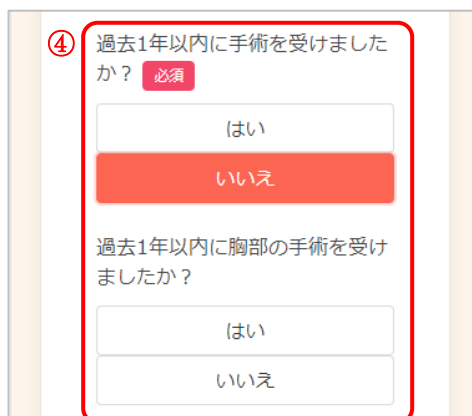 ④
過去1年以内に手術を受けました
か？ 必須
はい
いいえ
過去1年以内に胸部の手術を受け
ましたか？
はい
いいえ